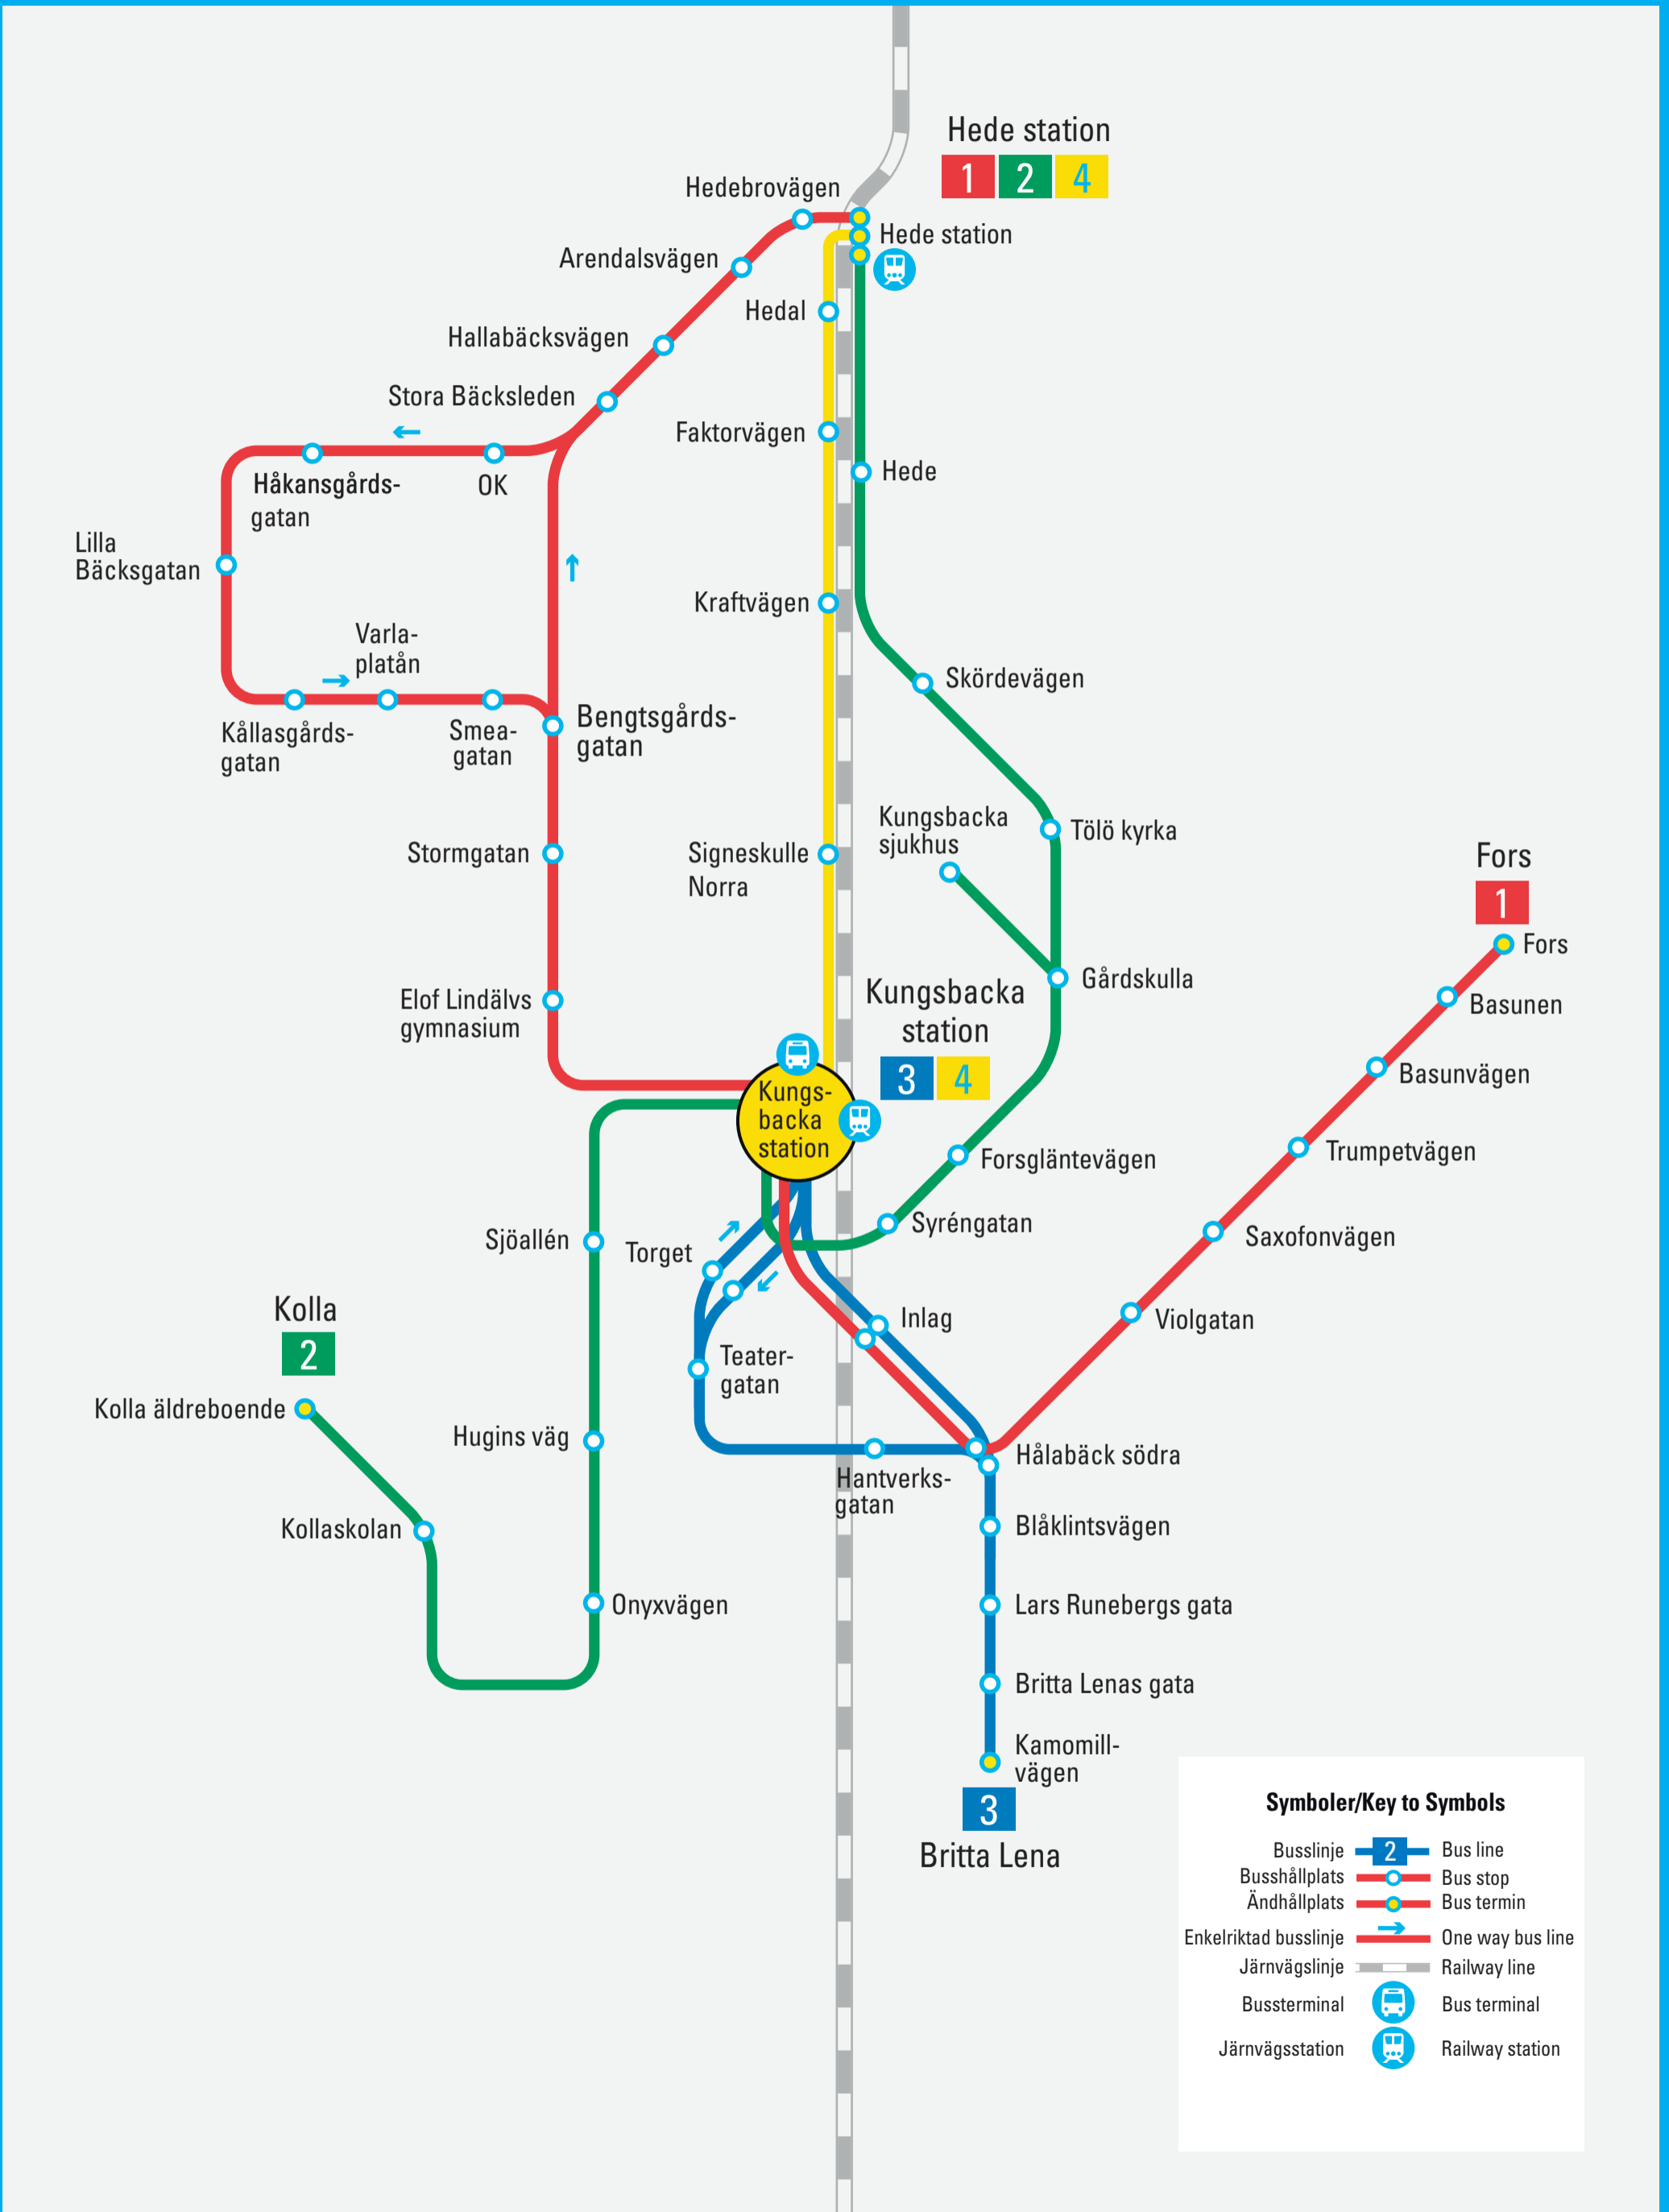 Hede station
1 2 4
Hedebrovägen
Hede station
Arendalsvägen
Hedal
Hallabäcksvägen
Stora Bäcksleden
Faktorvägen
Hede
Håkansgårds-
gatan
OK
Lilla
Bäcksgatan
Kraftvägen
Varla-
platån
Skördevägen
Kållasgårds-
gatan
Smea-
gatan
Bengtsgårds-
gatan
Kungsbacka
sjukhus
Tölö kyrka
Stormgatan
Signeskulle
Norra
Fors
1
Fors
Gårdskulla
Kungsbacka
station
3 4
Elof Lindälvs
gymnasium
Basunen
Basunvägen
Kungs-
backa
station
Trumpetvägen
Forsgläntevägen
Syréngatan
Saxofonvägen
Sjöallén
Torget
Kolla
2
Inlag
Violgatan
Teater-
gatan
Kolla äldreboende
Hugins väg
Hålabäck södra
Hantverks-
gatan
Kollaskolan
Blåklintsvägen
Onyxvägen
Lars Runebergs gata
Britta Lenas gata
Kamomill-
vägen
3
Britta Lena
Symboler/Key to Symbols
Busslinje 2 Bus line
Busshållplats Bus stop
Ändhållplats Bus termin
Enkelriktad busslinje One way bus line
Järnvägslinje Railway line
Bussterminal Bus terminal
Järnvägsstation Railway station